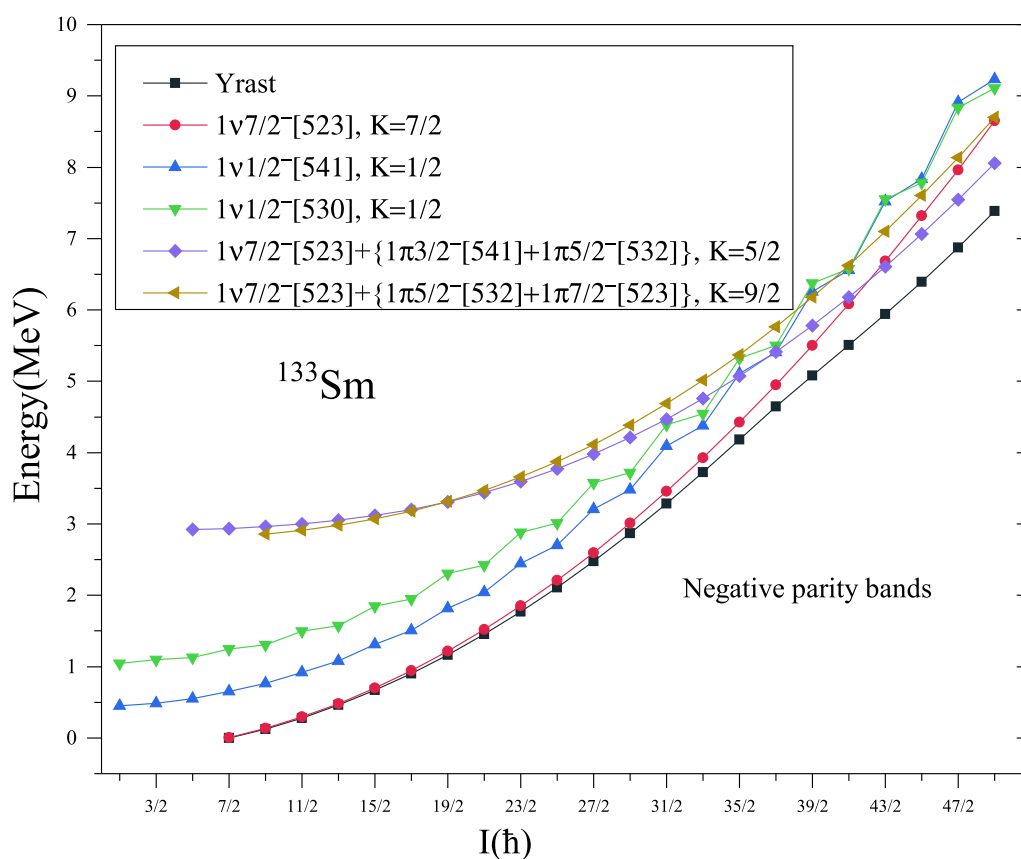 10
9
8
7
6
5
4
3
2
1
0
Energy(MeV)
Yrast
1ν7/2⁻[523], K=7/2
1ν1/2⁻[541], K=1/2
1ν1/2⁻[530], K=1/2
1ν7/2⁻[523]+{1π3/2⁻[541]+1π5/2⁻[532]}, K=5/2
1ν7/2⁻[523]+{1π5/2⁻[532]+1π7/2⁻[523]}, K=9/2
¹³³Sm
Negative parity bands
3/2 7/2 11/2 15/2 19/2 23/2 27/2 31/2 35/2 39/2 43/2 47/2
I(ħ)